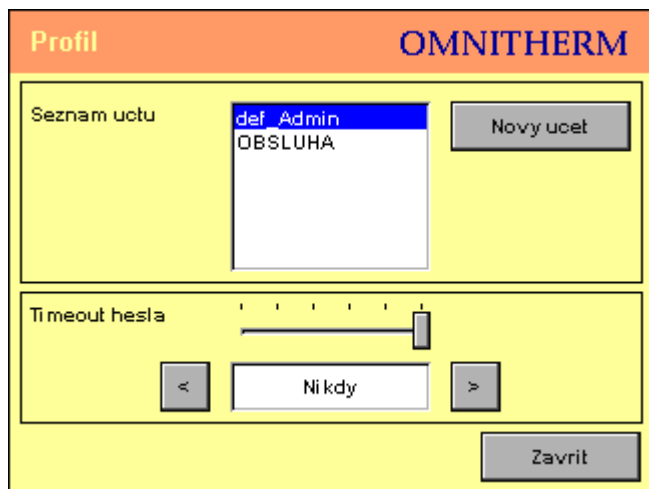 Profil
OMNITHERM
Seznam uctu
def_Admin
OBSLUHA
Novy ucet
Timeout hesla
<
Nikdy
>
Zavrit